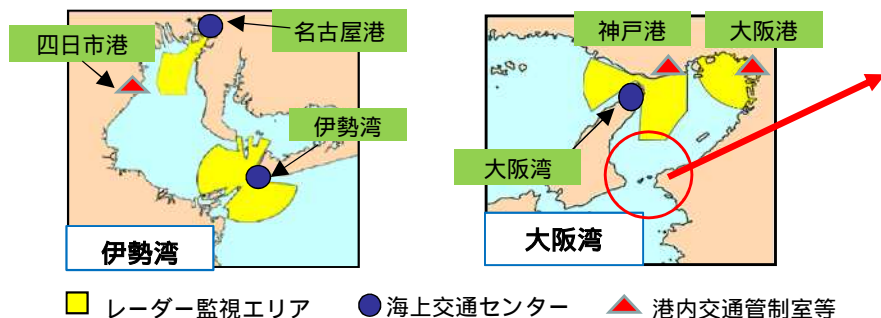 四日市港
名古屋港
伊勢湾
伊勢湾
神戸港
大阪港
大阪湾
大阪湾
レーダー監視エリア
海上交通センター
港内交通管制室等